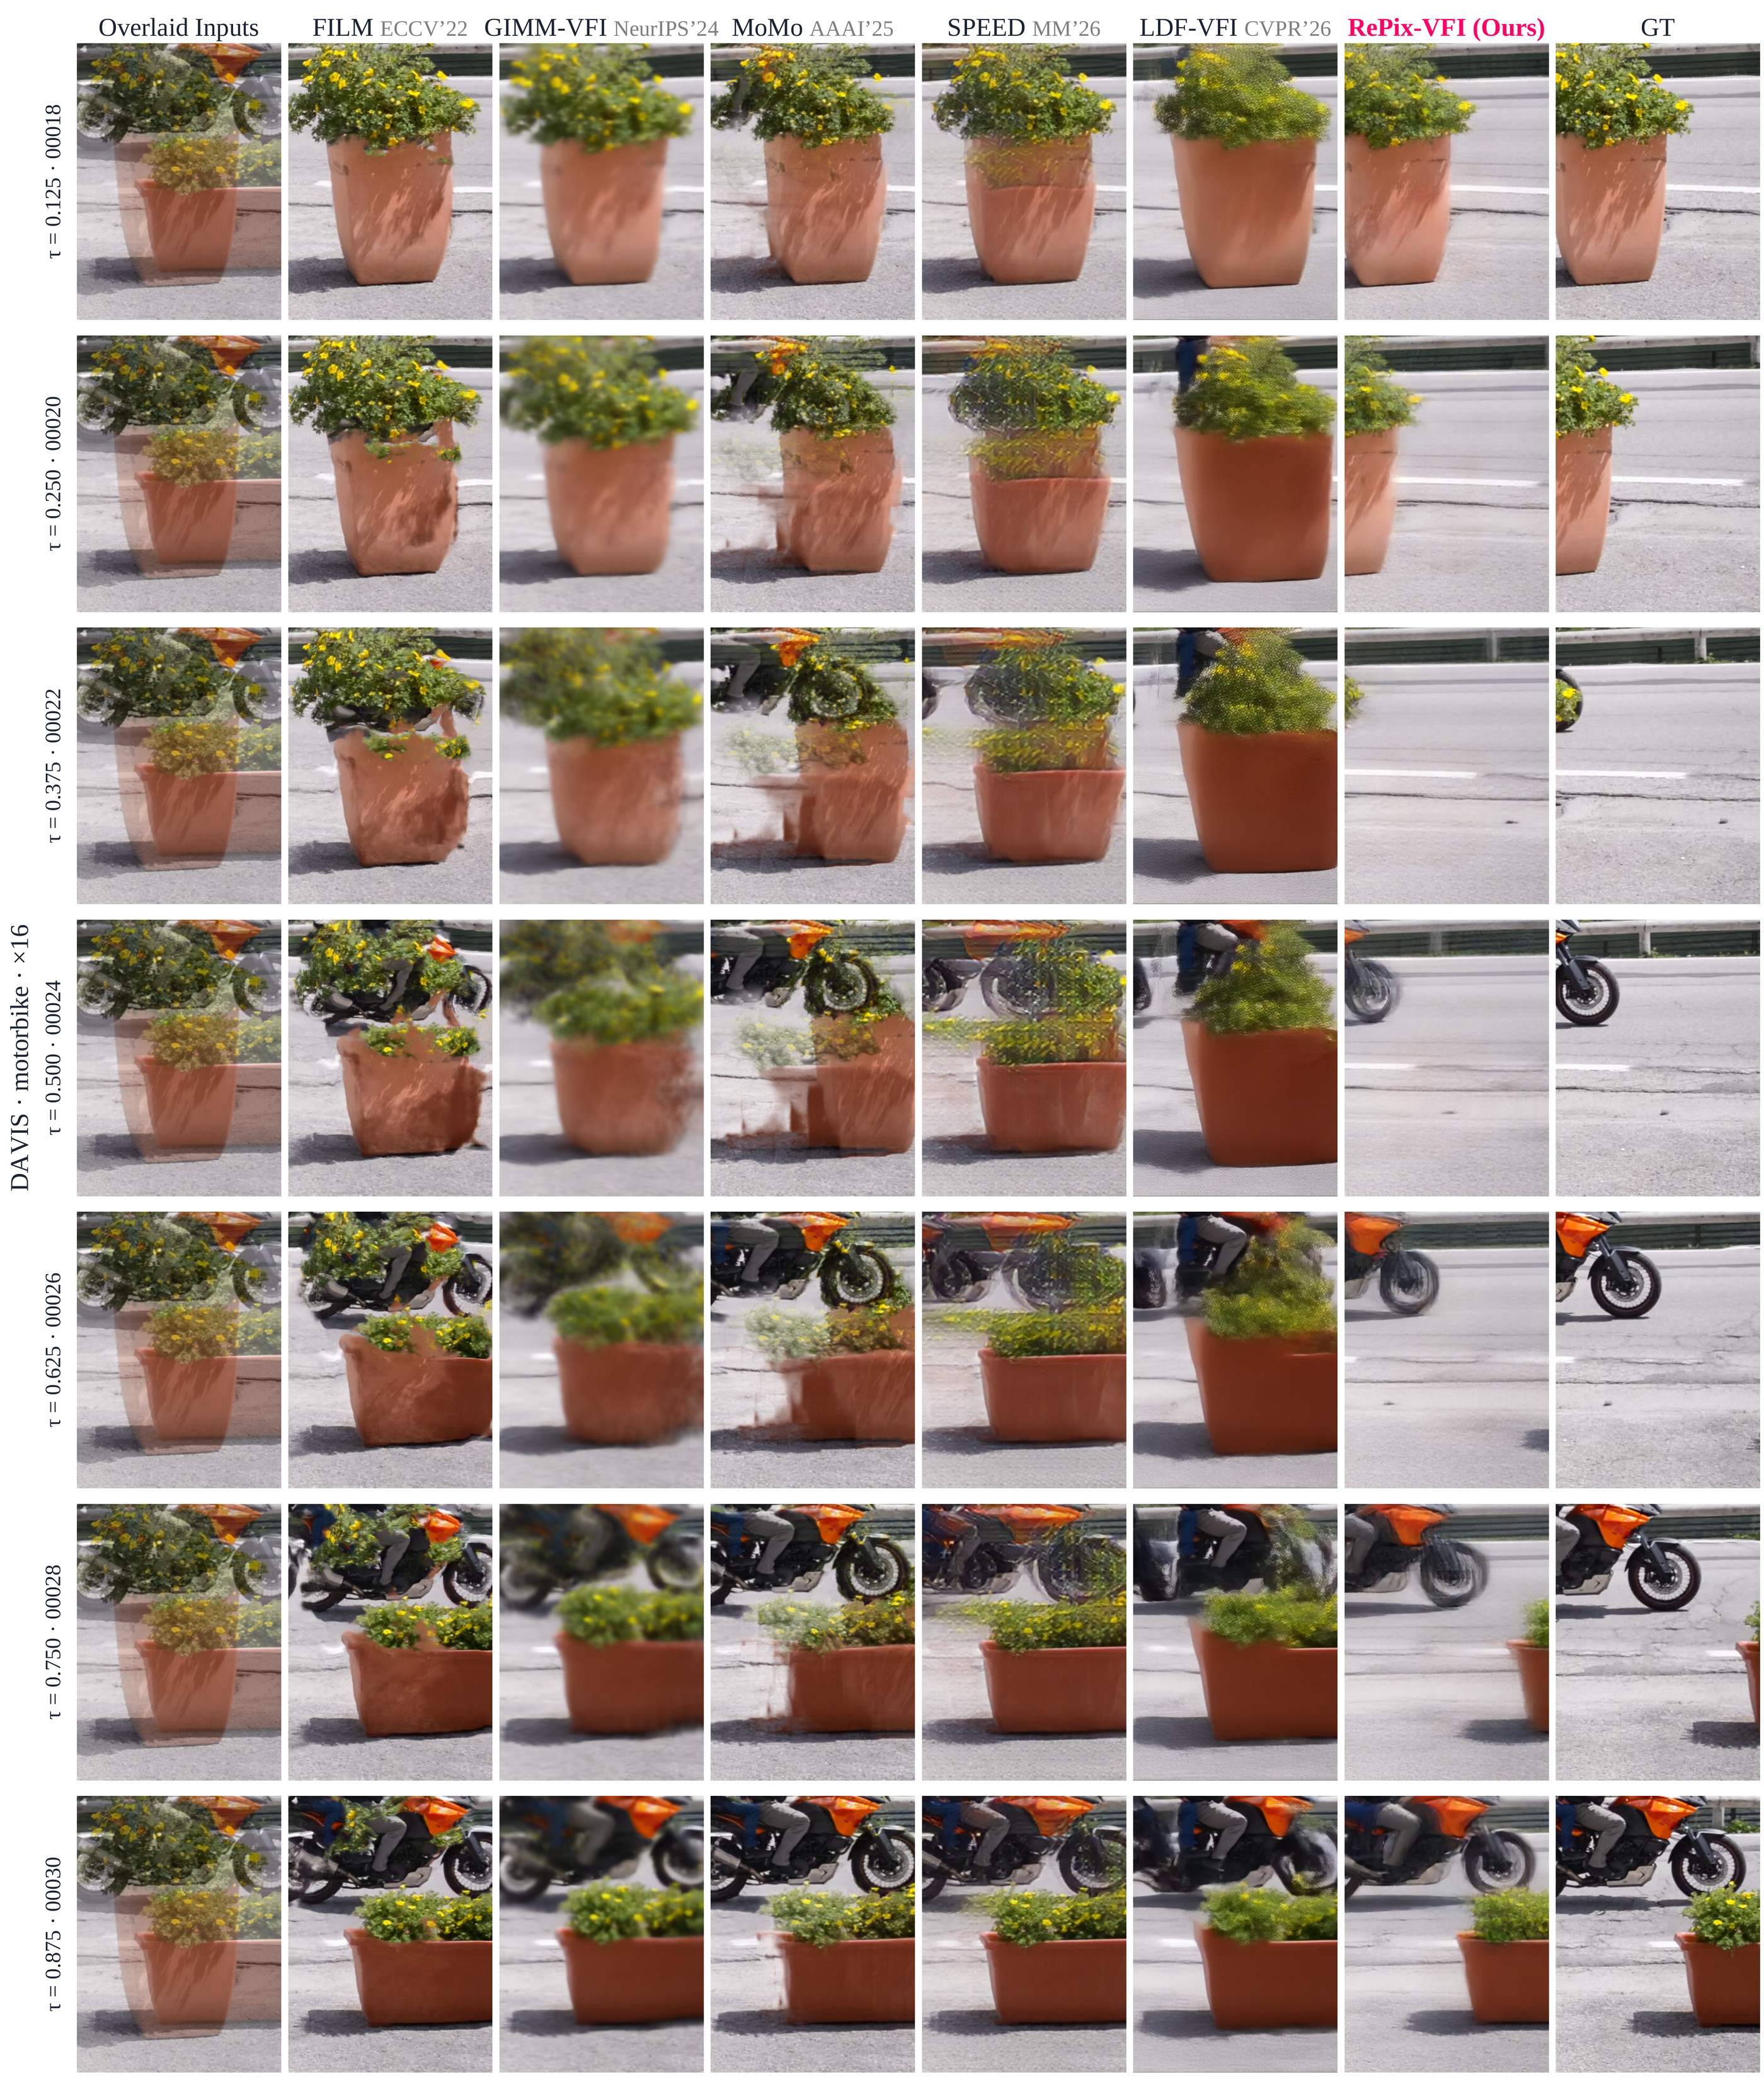 Overlaid Inputs FILM ECCV’22 GIMM-VFI NeurIPS’24 MoMo AAAI’25 SPEED MM’26 LDF-VFI CVPR’26 RePix-VFI (Ours) GT
DAVIS · motorbike · ×16
τ = 0.125 · 00018
τ = 0.250 · 00020
τ = 0.375 · 00022
τ = 0.500 · 00024
τ = 0.625 · 00026
τ = 0.750 · 00028
τ = 0.875 · 00030